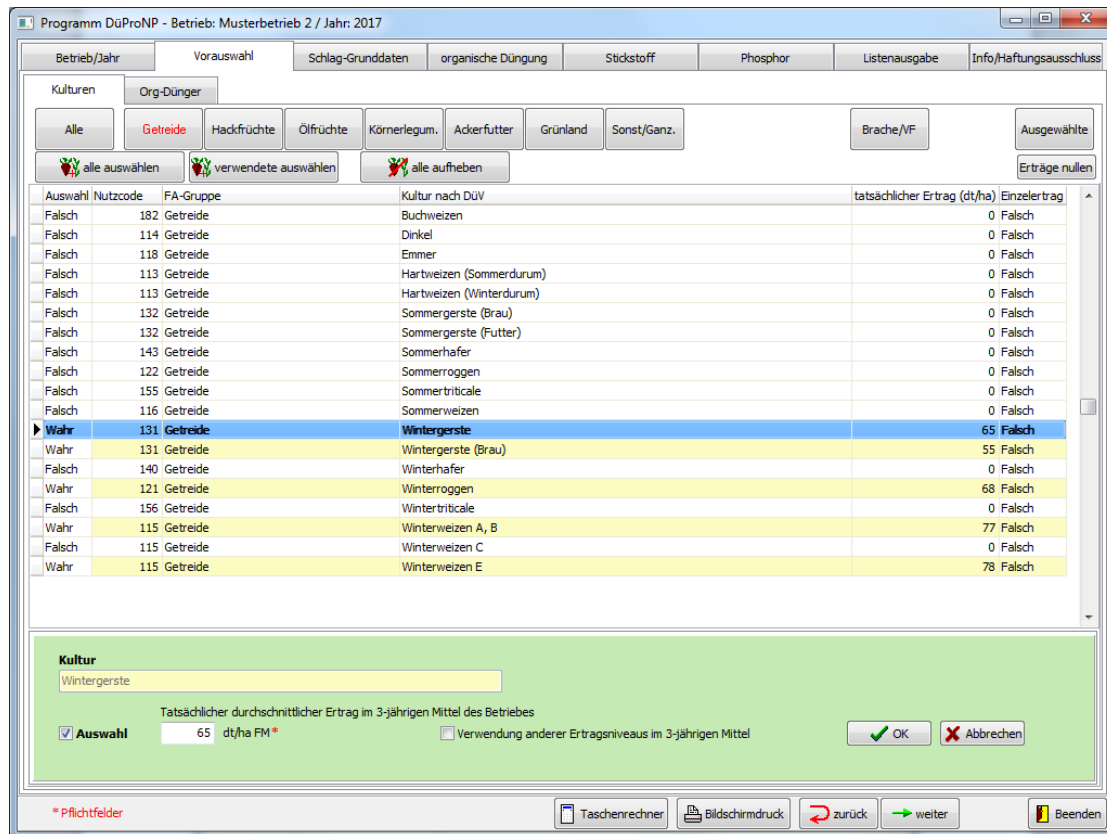 Programm DüProNP - Betrieb: Musterbetrieb 2 / Jahr: 2017
Betrieb/Jahr Vorauswahl Schlag-Grunddaten organische Düngung Stickstoff Phosphor Listenausgabe Info/Haftungsausschluss
Kulturen Org-Dünger
Alle Getreide Hackfrüchte Ölfrüchte Körnerlegum. Ackerfutter Grünland Sonst/Ganz. Brache/VF Ausgewählte
alle auswählen verwendete auswählen alle aufheben Erträge nullen
Auswahl Nutzcode FA-Gruppe Kultur nach DüV tatsächlicher Ertrag (dt/ha) Einzelertrag
Falsch 182 Getreide Buchweizen 0 Falsch
Falsch 114 Getreide Dinkel 0 Falsch
Falsch 118 Getreide Emmer 0 Falsch
Falsch 113 Getreide Hartweizen (Sommerdurum) 0 Falsch
Falsch 113 Getreide Hartweizen (Winterdurum) 0 Falsch
Falsch 132 Getreide Sommergerste (Brau) 0 Falsch
Falsch 132 Getreide Sommergerste (Futter) 0 Falsch
Falsch 143 Getreide Sommerhafer 0 Falsch
Falsch 122 Getreide Sommerroggen 0 Falsch
Falsch 155 Getreide Sommertriticale 0 Falsch
Falsch 116 Getreide Sommerweizen 0 Falsch
Wahr 131 Getreide Wintergerste 65 Falsch
Wahr 131 Getreide Wintergerste (Brau) 55 Falsch
Falsch 140 Getreide Winterhafer 0 Falsch
Wahr 121 Getreide Winterroggen 68 Falsch
Falsch 156 Getreide Wintertriticale 0 Falsch
Wahr 115 Getreide Winterweizen A, B 77 Falsch
Falsch 115 Getreide Winterweizen C 0 Falsch
Wahr 115 Getreide Winterweizen E 78 Falsch
Kultur
Wintergerste
Tatsächlicher durchschnittlicher Ertrag im 3-jährigen Mittel des Betriebes
Auswahl 65 dt/ha FM* Verwendung anderer Ertragsniveaus im 3-jährigen Mittel OK Abbrechen
* Pflichtfelder Taschenrechner Bildschirmdruck zurück weiter Beenden